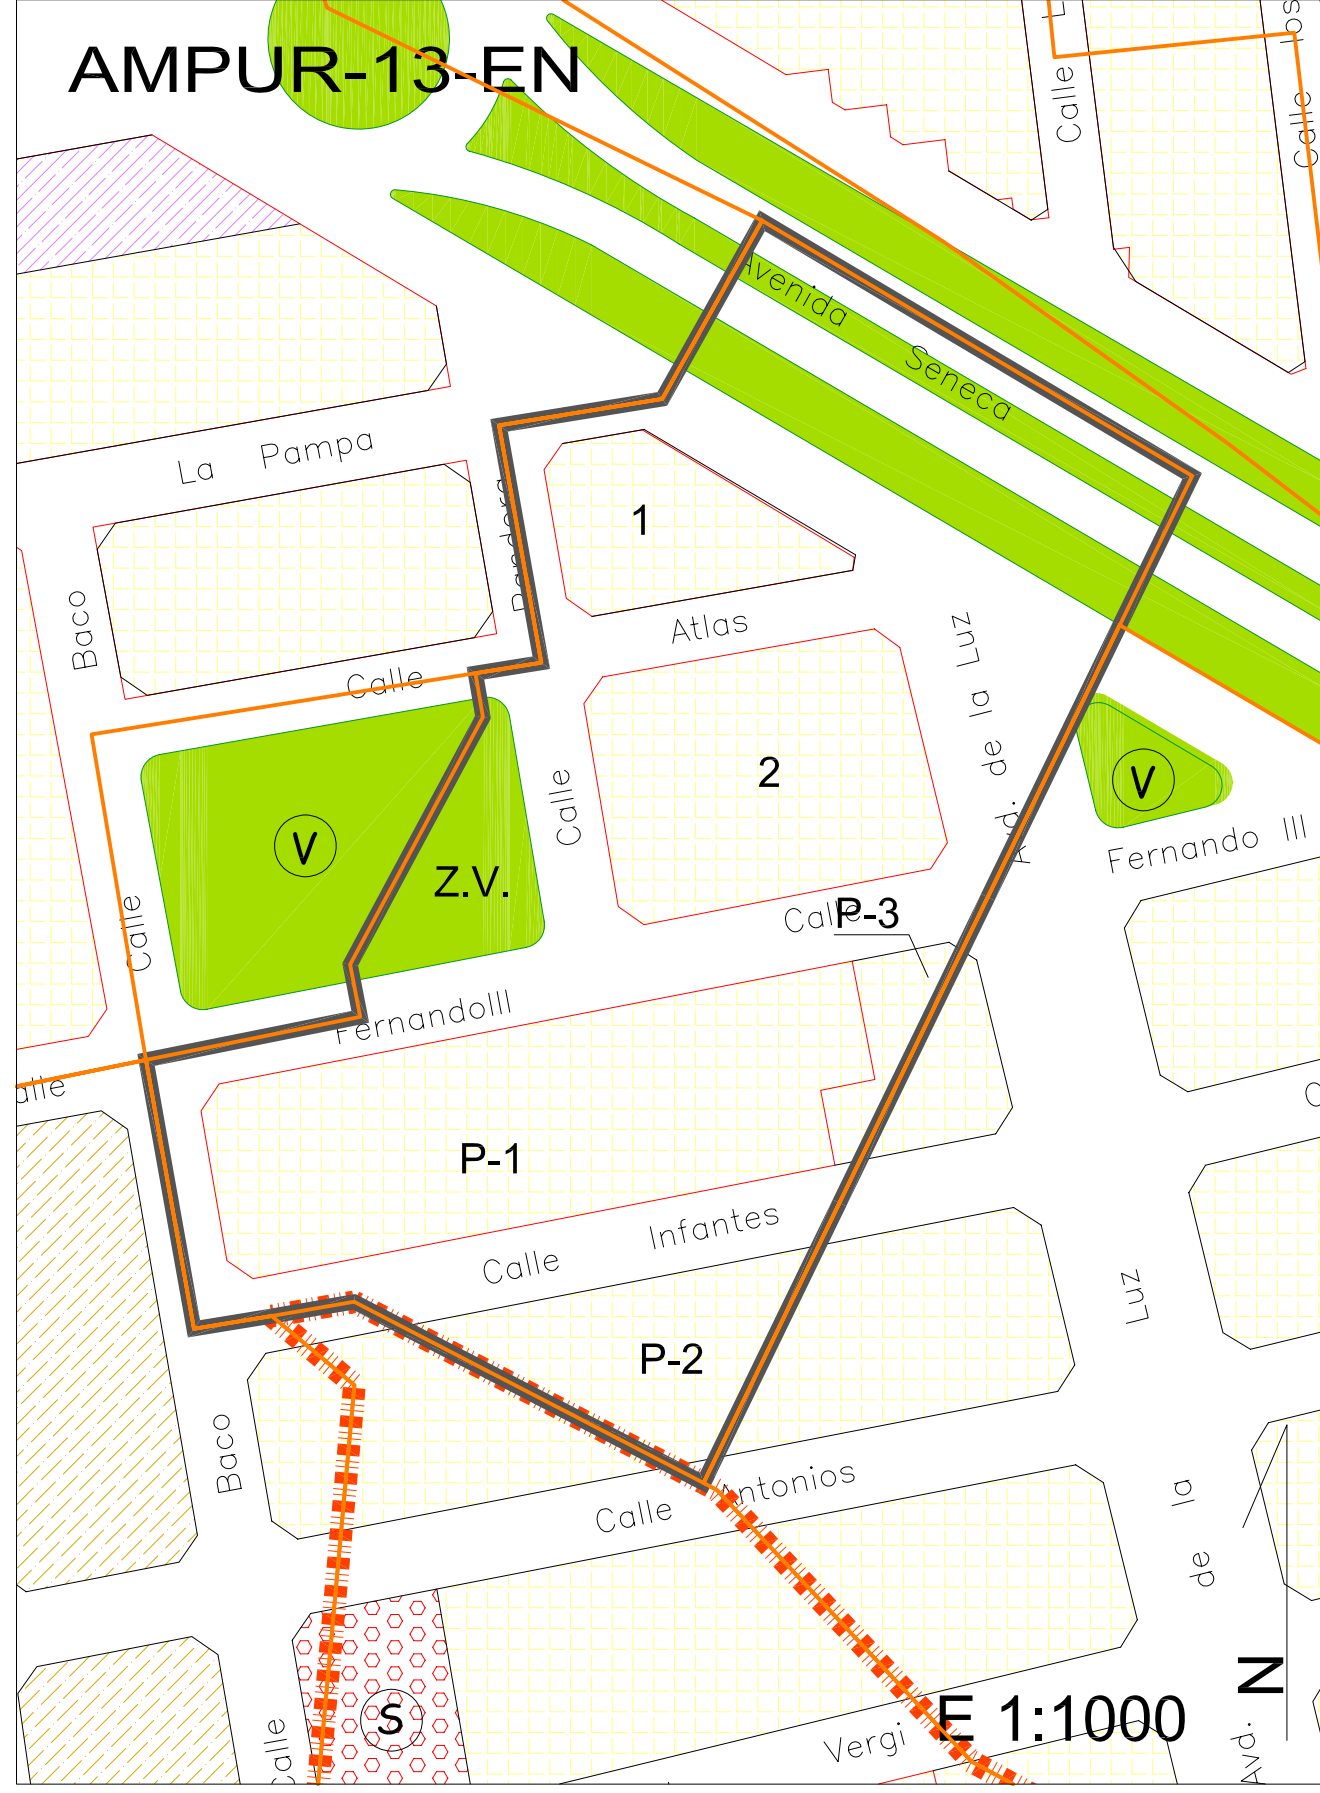 AMPUR-13-EN
Calle
Calle
Avenida
Seneca
La Pampa
1
Pandora
Baco
Atlas
Calle
Avd. de la Luz
2
Calle
V
V
Z.V.
Fernando III
Calle
P-3
Calle
FernandoIII
P-1
Infantes
Calle
Luz
P-2
Baco
Antonios
Calle
de la
S
Calle
Vergi
E 1:1000
N
Avd.